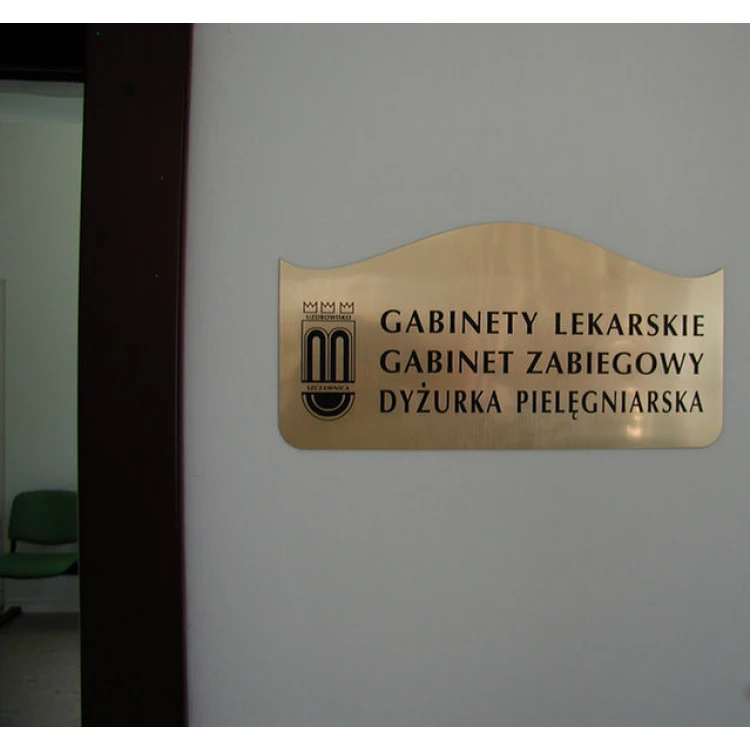 UZDROWISKO
SZCZAWNICA
GABINETY LEKARSKIE
GABINET ZABIEGOWY
DYŻURKA PIELĘGNIARSKA